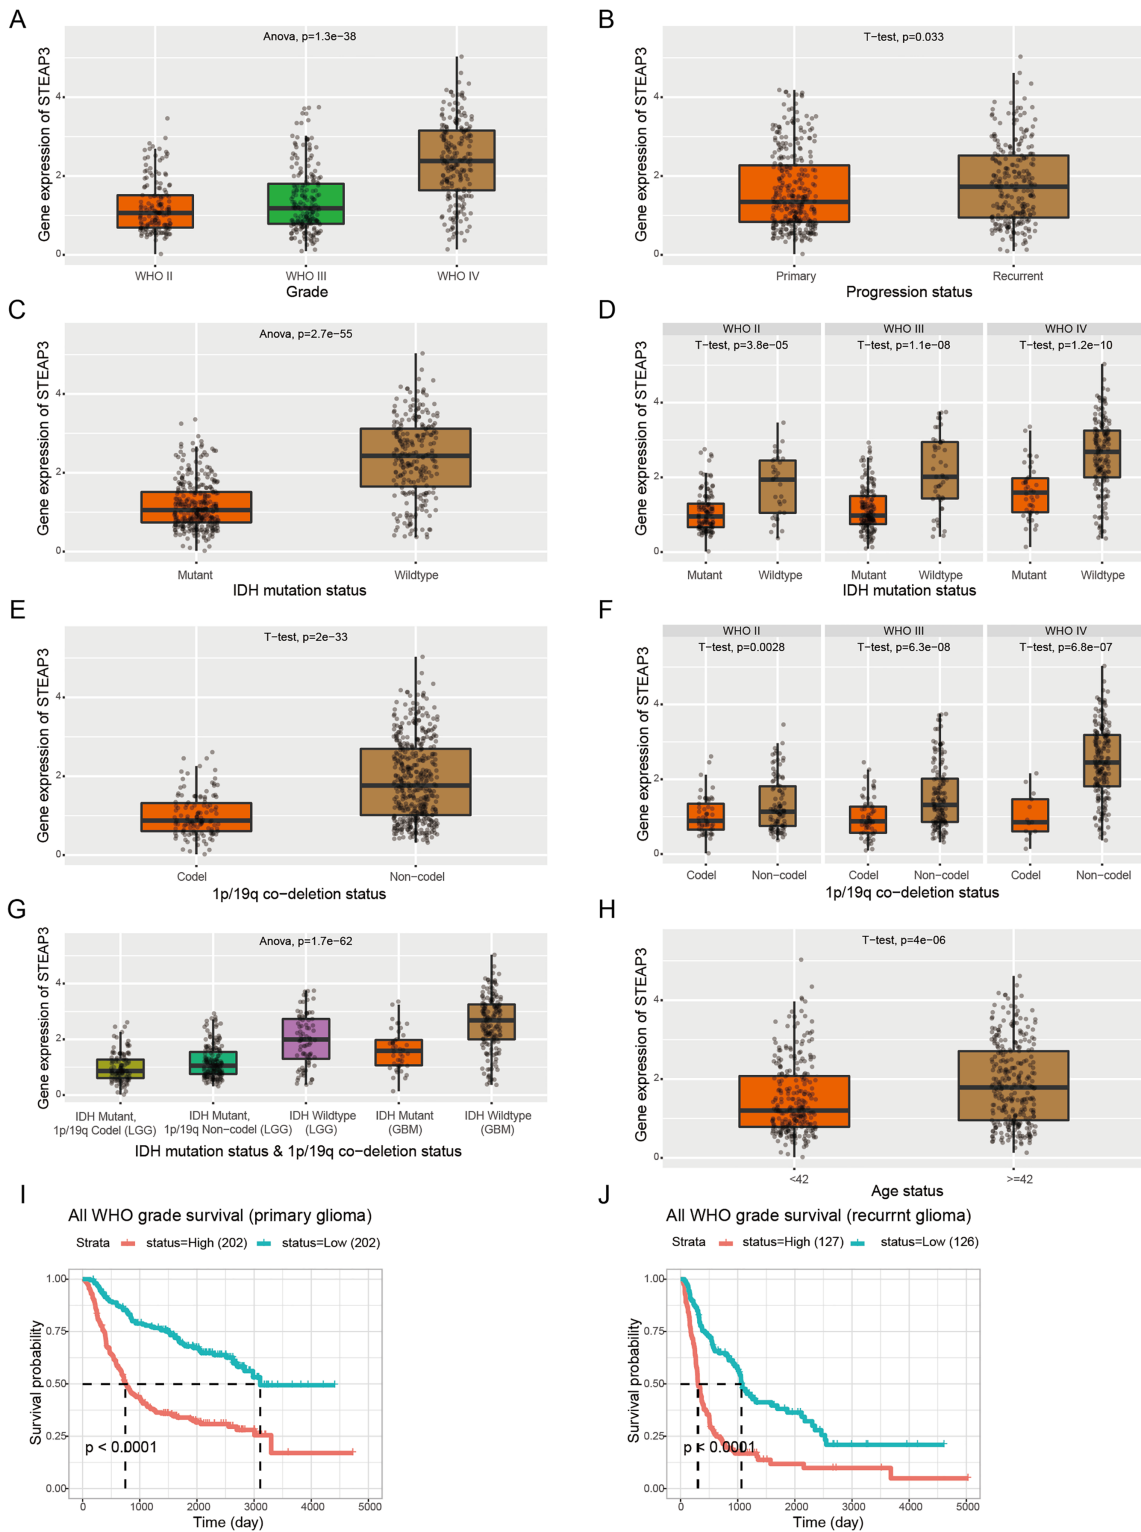 A
Anova, p=1.3e−38
Gene expression of STEAP3
4
2
0
WHO II
WHO III
WHO IV
Grade
B
T−test, p=0.033
Gene expression of STEAP3
4
2
0
Primary
Recurrent
Progression status
C
Anova, p=2.7e−55
Gene expression of STEAP3
4
2
0
Mutant
Wildtype
IDH mutation status
D
WHO II
WHO III
WHO IV
T−test, p=3.8e−05
T−test, p=1.1e−08
T−test, p=1.2e−10
Gene expression of STEAP3
4
2
0
Mutant
Wildtype
Mutant
Wildtype
Mutant
Wildtype
IDH mutation status
E
T−test, p=2e−33
Gene expression of STEAP3
4
2
0
Codel
Non−codel
1p/19q co−deletion status
F
WHO II
WHO III
WHO IV
T−test, p=0.0028
T−test, p=6.3e−08
T−test, p=6.8e−07
Gene expression of STEAP3
4
2
0
Codel
Non−codel
Codel
Non−codel
Codel
Non−codel
1p/19q co−deletion status
G
Anova, p=1.7e−62
Gene expression of STEAP3
4
2
0
IDH Mutant,
1p/19q Codel (LGG)
IDH Mutant,
1p/19q Non−codel (LGG)
IDH Wildtype
(LGG)
IDH Mutant
(GBM)
IDH Wildtype
(GBM)
IDH mutation status & 1p/19q co−deletion status
H
T−test, p=4e−06
Gene expression of STEAP3
4
2
0
<42
>=42
Age status
I
All WHO grade survival (primary glioma)
Strata status=High (202) status=Low (202)
Survival probability
1.00
0.75
0.50
0.25
0.00
p < 0.0001
0 1000 2000 3000 4000 5000
Time (day)
J
All WHO grade survival (recurrnt glioma)
Strata status=High (127) status=Low (126)
Survival probability
1.00
0.75
0.50
0.25
0.00
p < 0.0001
0 1000 2000 3000 4000 5000
Time (day)